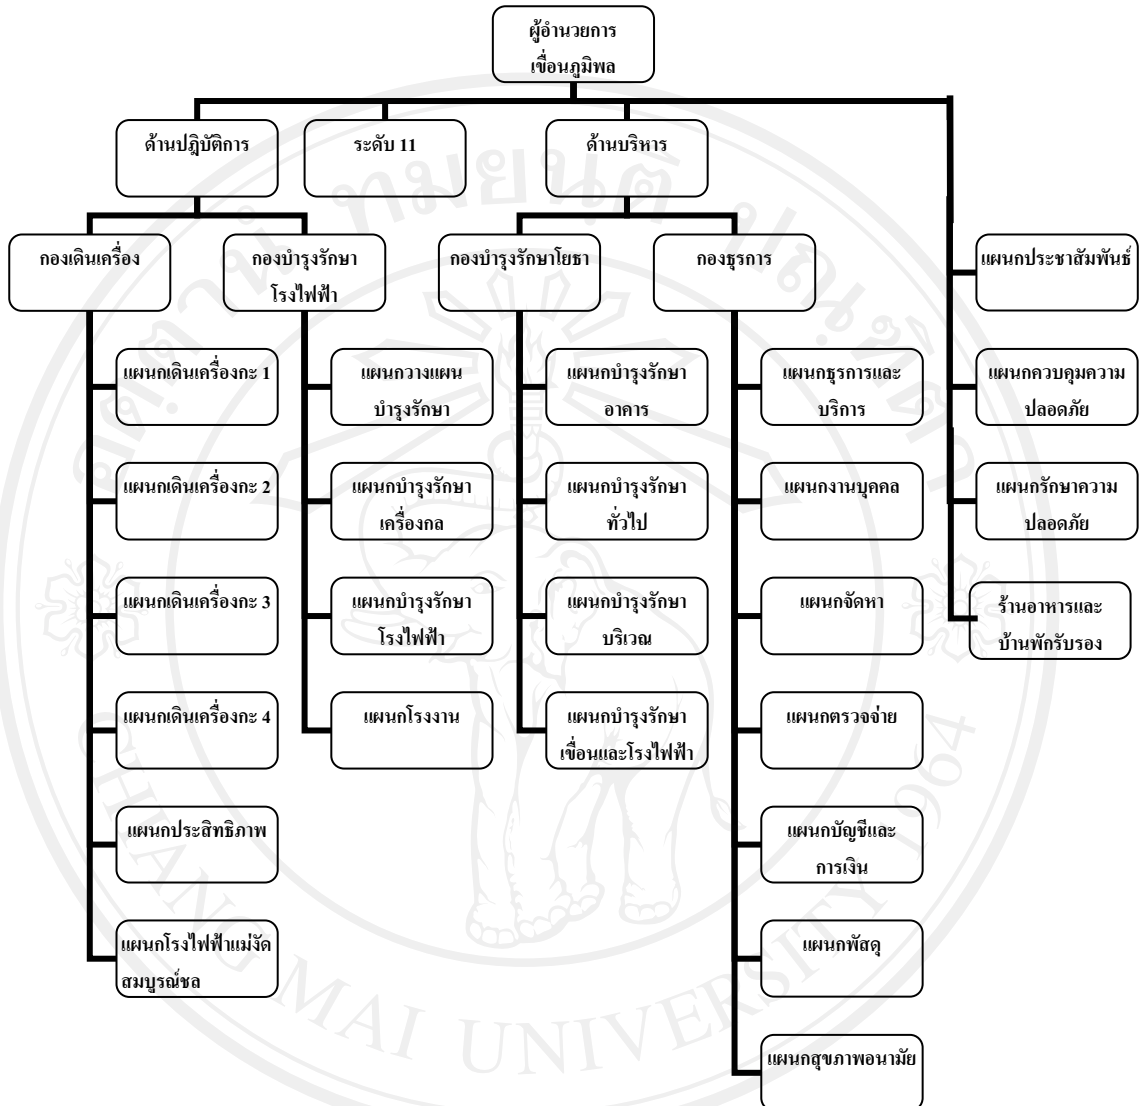 ผู้อำนวยการ
เขื่อนภูมิพล
ด้านปฎิบัติการ
ระดับ 11
ด้านบริหาร
กองเดินเครื่อง
กองบำรุงรักษา
โรงไฟฟ้า
กองบำรุงรักษาโยธา
กองธุรการ
แผนกประชาสัมพันธ์
แผนกเดินเครื่องกะ 1
แผนกวางแผน
บำรุงรักษา
แผนกบำรุงรักษา
อาคาร
แผนกธุรการและ
บริการ
แผนกควบคุมความ
ปลอดภัย
แผนกเดินเครื่องกะ 2
แผนกบำรุงรักษา
เครื่องกล
แผนกบำรุงรักษา
ทั่วไป
แผนกงานบุคคล
แผนกรักษาความ
ปลอดภัย
แผนกเดินเครื่องกะ 3
แผนกบำรุงรักษา
โรงไฟฟ้า
แผนกบำรุงรักษา
บริเวณ
แผนกจัดหา
ร้านอาหารและ
บ้านพักรับรอง
แผนกเดินเครื่องกะ 4
แผนกโรงงาน
แผนกบำรุงรักษา
เขื่อนและโรงไฟฟ้า
แผนกตรวจจ่าย
แผนกประสิทธิภาพ
แผนกบัญชีและ
การเงิน
แผนกโรงไฟฟ้าแม่งัด
สมบูรณ์ชล
แผนกพัสดุ
แผนกสุขภาพอนามัย
CHIANG MAI UNIVERSITY 1964